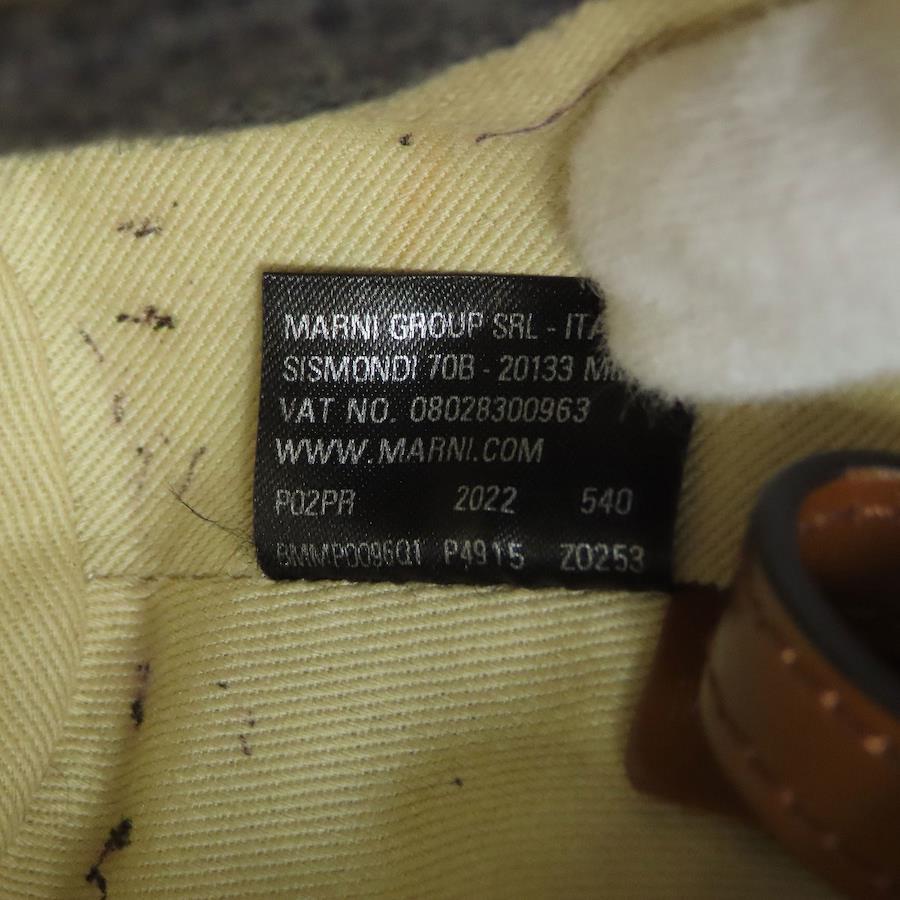 MARNI GROUP SRL - ITA
SISMONDI 70B - 20133 MI
VAT NO. 08028300963
WWW.MARNI.COM
P02PR 2022 540
BMMP0096Q1 P4915 Z0253